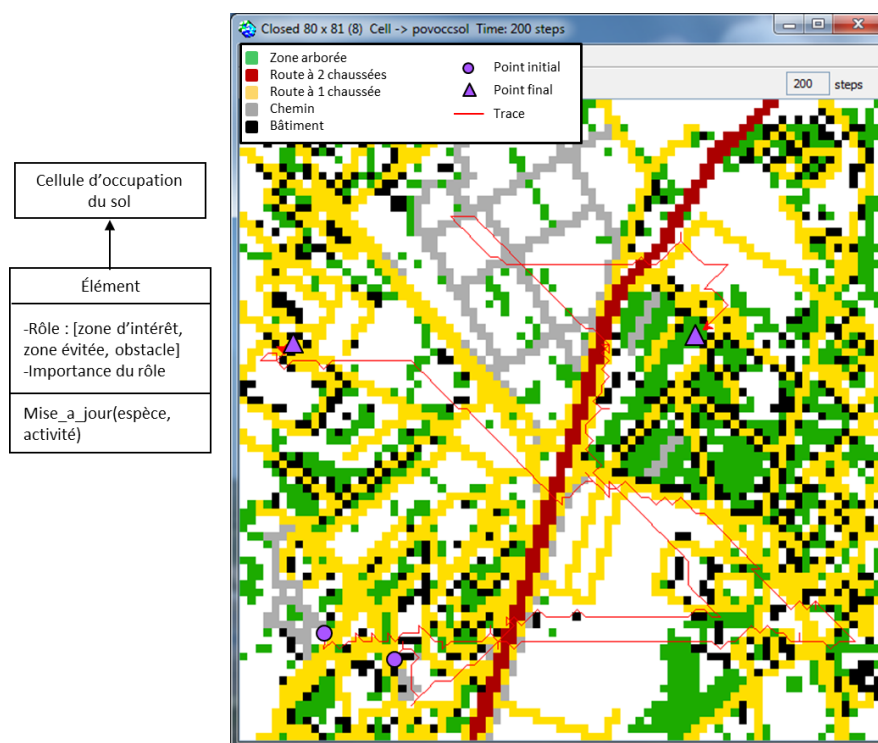 Closed 80 x 81 (8) Cell -> povoccsol Time: 200 steps
Zone arborée
Route à 2 chaussées
Route à 1 chaussée
Chemin
Bâtiment
Point initial
Point final
Trace
200 steps
Cellule d’occupation
du sol
Élément
-Rôle : [zone d’intérêt,
zone évitée, obstacle]
-Importance du rôle
Mise_a_jour(espèce,
activité)